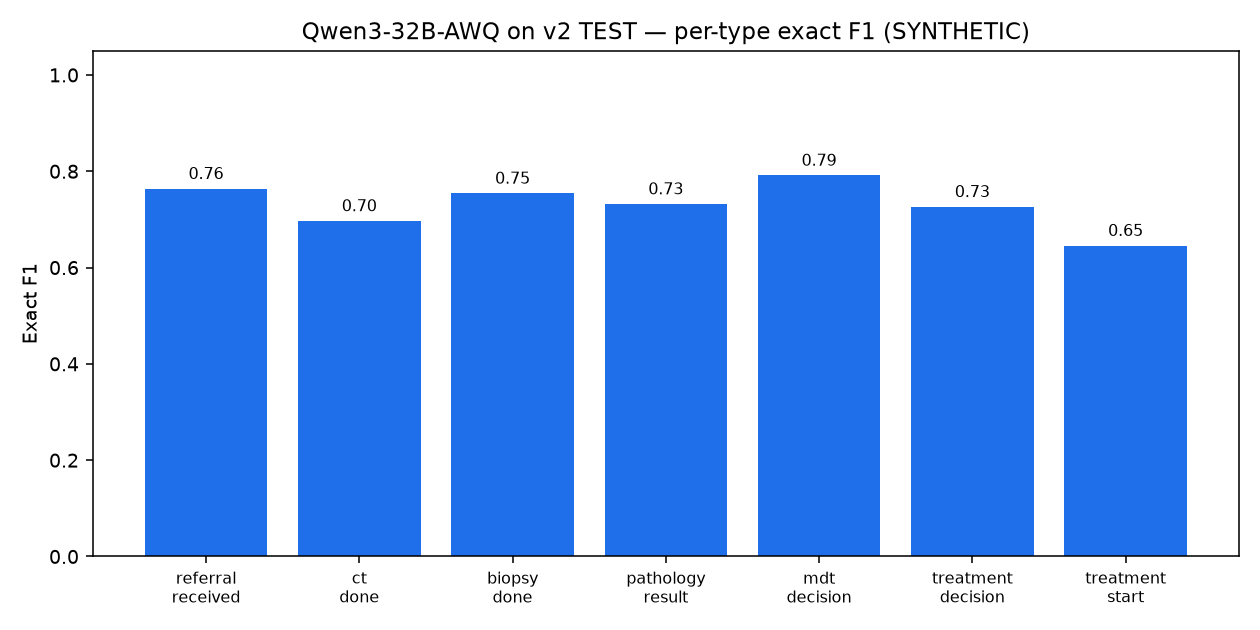 Qwen3-32B-AWQ on v2 TEST — per-type exact F1 (SYNTHETIC)
Exact F1
1.0
0.8
0.6
0.4
0.2
0.0
0.76
0.70
0.75
0.73
0.79
0.73
0.65
referral
received
ct
done
biopsy
done
pathology
result
mdt
decision
treatment
decision
treatment
start